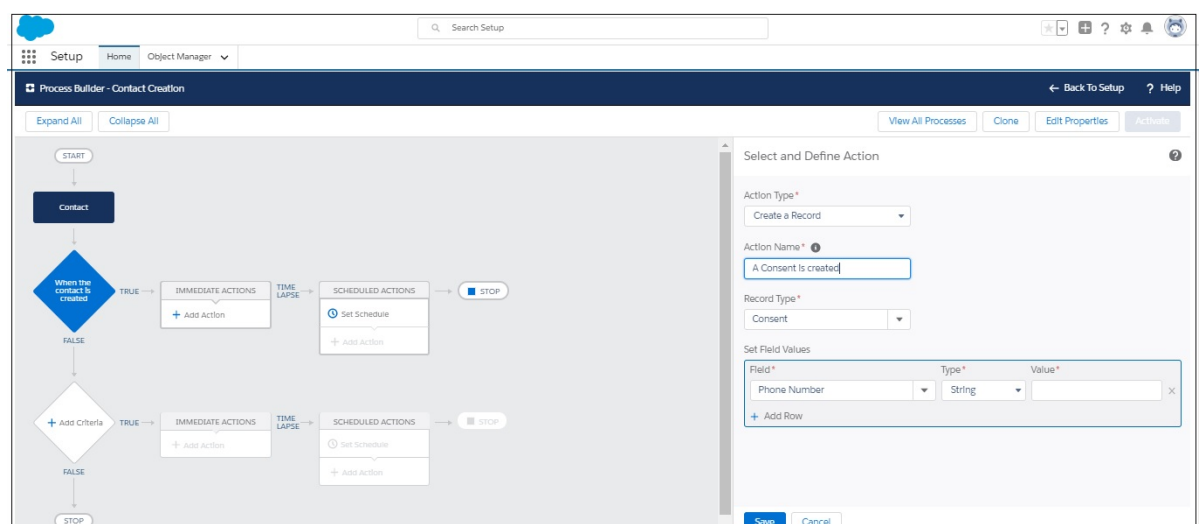 Search Setup
Setup Home Object Manager
Process Builder - Contact Creation
Back To Setup ? Help
Expand All Collapse All
View All Processes Clone Edit Properties Activate
START
Contact
When the
contact is
created
TRUE
IMMEDIATE ACTIONS
+ Add Action
TIME
LAPSE
SCHEDULED ACTIONS
Set Schedule
+ Add Action
STOP
FALSE
+ Add Criteria
TRUE
IMMEDIATE ACTIONS
+ Add Action
TIME
LAPSE
SCHEDULED ACTIONS
Set Schedule
+ Add Action
STOP
FALSE
STOP
Select and Define Action
Action Type*
Create a Record
Action Name*
A Consent is created
Record Type*
Consent
Set Field Values
Field* Type* Value*
Phone Number String
+ Add Row
Save Cancel